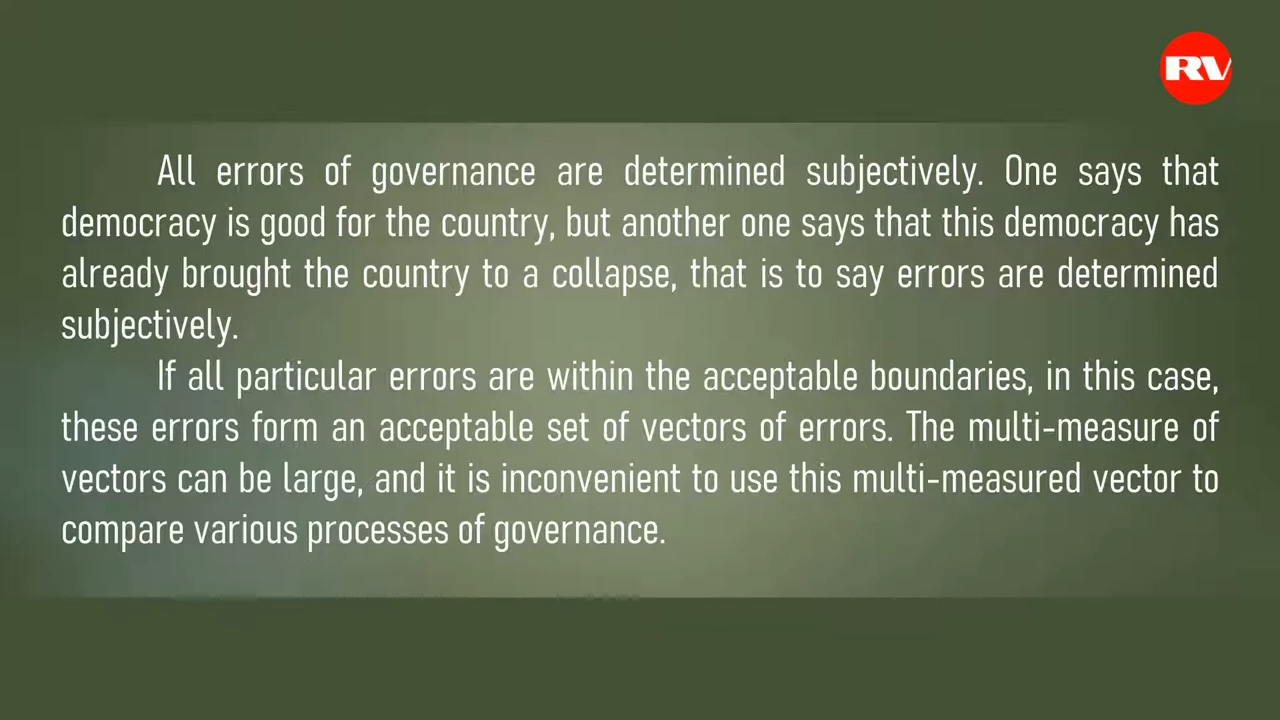 RV
All errors of governance are determined subjectively. One says that
democracy is good for the country, but another one says that this democracy has
already brought the country to a collapse, that is to say errors are determined
subjectively.
If all particular errors are within the acceptable boundaries, in this case,
these errors form an acceptable set of vectors of errors. The multi-measure of
vectors can be large, and it is inconvenient to use this multi-measured vector to
compare various processes of governance.